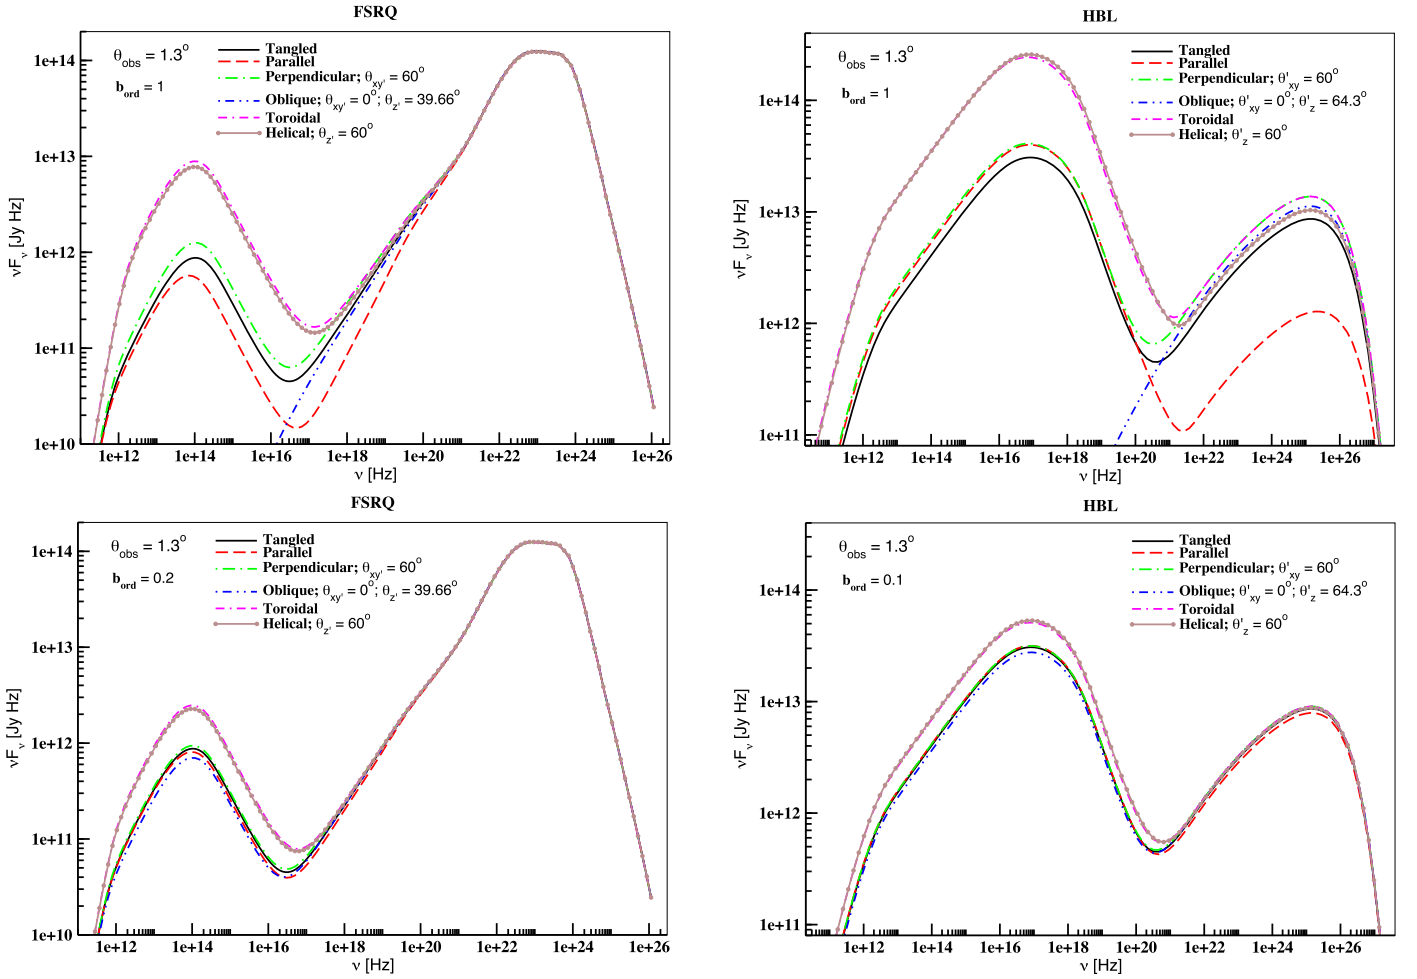 FSRQ
θobs = 1.3°
bord = 1
Tangled
Parallel
Perpendicular; θxy' = 60°
Oblique; θxy' = 0°; θz' = 39.66°
Toroidal
Helical; θz' = 60°
1e+14
1e+13
1e+12
1e+11
1e+10
νFν [Jy Hz]
1e+12 1e+14 1e+16 1e+18 1e+20 1e+22 1e+24 1e+26
ν [Hz]
HBL
θobs = 1.3°
bord = 1
Tangled
Parallel
Perpendicular; θ'xy = 60°
Oblique; θ'xy = 0°; θ'z = 64.3°
Toroidal
Helical; θ'z = 60°
1e+14
1e+13
1e+12
1e+11
νFν [Jy Hz]
1e+12 1e+14 1e+16 1e+18 1e+20 1e+22 1e+24 1e+26
ν [Hz]
FSRQ
θobs = 1.3°
bord = 0.2
Tangled
Parallel
Perpendicular; θxy' = 60°
Oblique; θxy' = 0°; θz' = 39.66°
Toroidal
Helical; θz' = 60°
1e+14
1e+13
1e+12
1e+11
1e+10
νFν [Jy Hz]
1e+12 1e+14 1e+16 1e+18 1e+20 1e+22 1e+24 1e+26
ν [Hz]
HBL
θobs = 1.3°
bord = 0.1
Tangled
Parallel
Perpendicular; θ'xy = 60°
Oblique; θ'xy = 0°; θ'z = 64.3°
Toroidal
Helical; θ'z = 60°
1e+14
1e+13
1e+12
1e+11
νFν [Jy Hz]
1e+12 1e+14 1e+16 1e+18 1e+20 1e+22 1e+24 1e+26
ν [Hz]